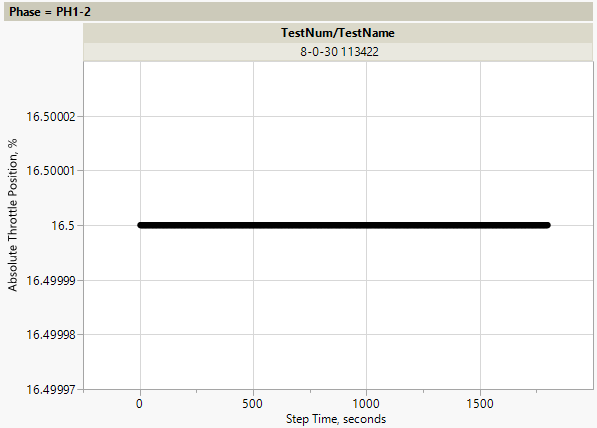 Phase = PH1-2
TestNum/TestName
8-0-30 113422
Absolute Throttle Position, %
16.50002
16.50001
16.5
16.49999
16.49998
16.49997
0 500 1000 1500
Step Time, seconds